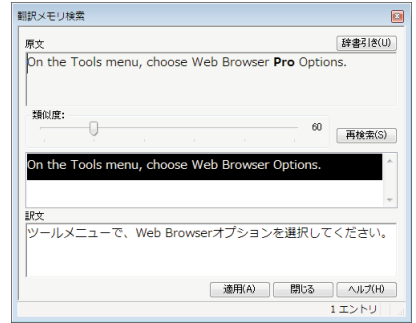 翻訳メモリ検索
原文
辞書引き(U)
On the Tools menu, choose Web Browser Pro Options.
類似度:
60
再検索(S)
On the Tools menu, choose Web Browser Options.
訳文
ツールメニューで、Web Browserオプションを選択してください。
適用(A) 閉じる ヘルプ(H)
1 エントリ